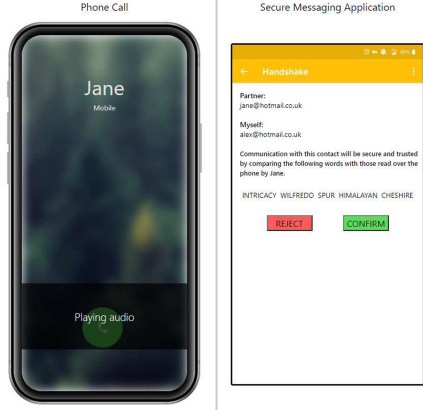 Phone Call
Jane
Mobile
Playing audio
Secure Messaging Application
Handshake
Partner:
jane@hotmail.co.uk
Myself:
alex@hotmail.co.uk
Communication with this contact will be secure and trusted
by comparing the following words with those read over the
phone by Jane.
INTRICACY WILFREDO SPUR HIMALAYAN CHESHIRE
REJECT CONFIRM